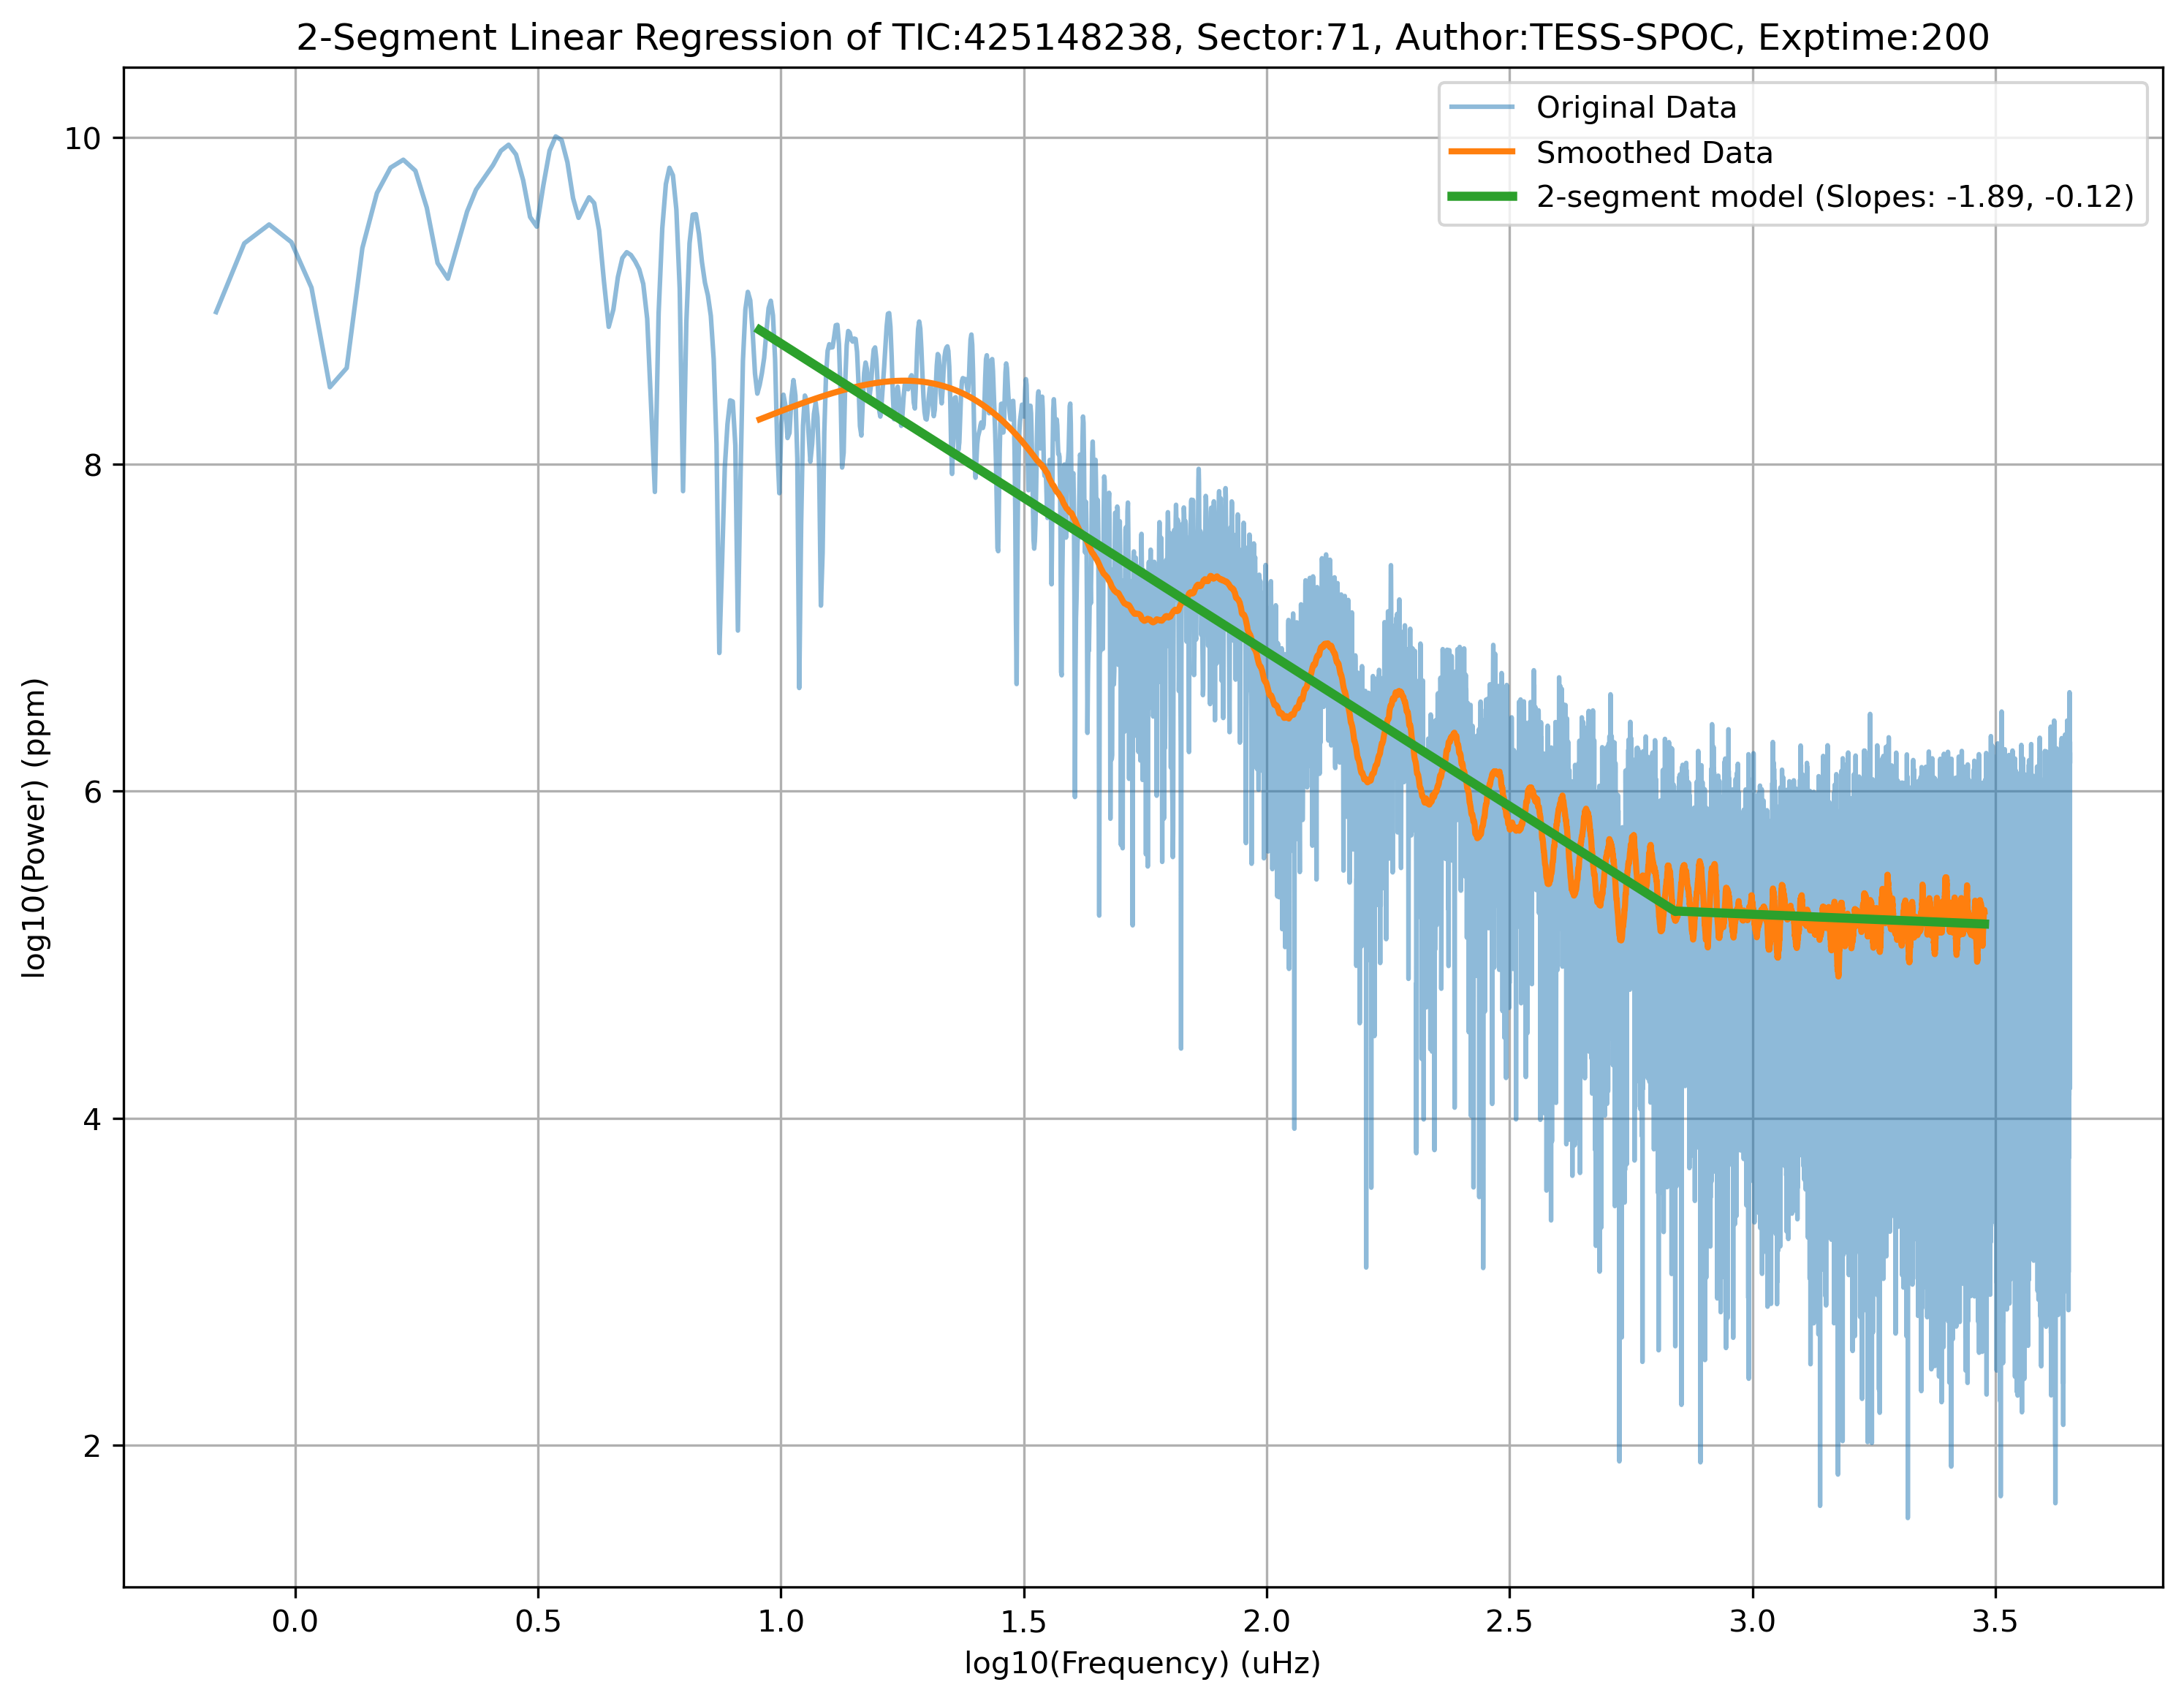 2-Segment Linear Regression of TIC:425148238, Sector:71, Author:TESS-SPOC, Exptime:200
Original Data
Smoothed Data
2-segment model (Slopes: -1.89, -0.12)
log10(Power) (ppm)
10
8
6
4
2
0.0 0.5 1.0 1.5 2.0 2.5 3.0 3.5
log10(Frequency) (uHz)